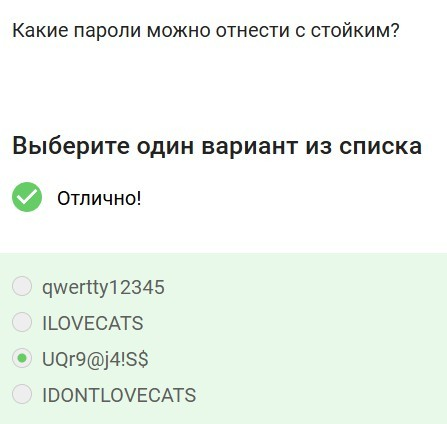 Какие пароли можно отнести с стойким?
Выберите один вариант из списка
Отлично!
qwertty12345
ILOVECATS
UQr9@j4!S$
IDONTLOVECATS